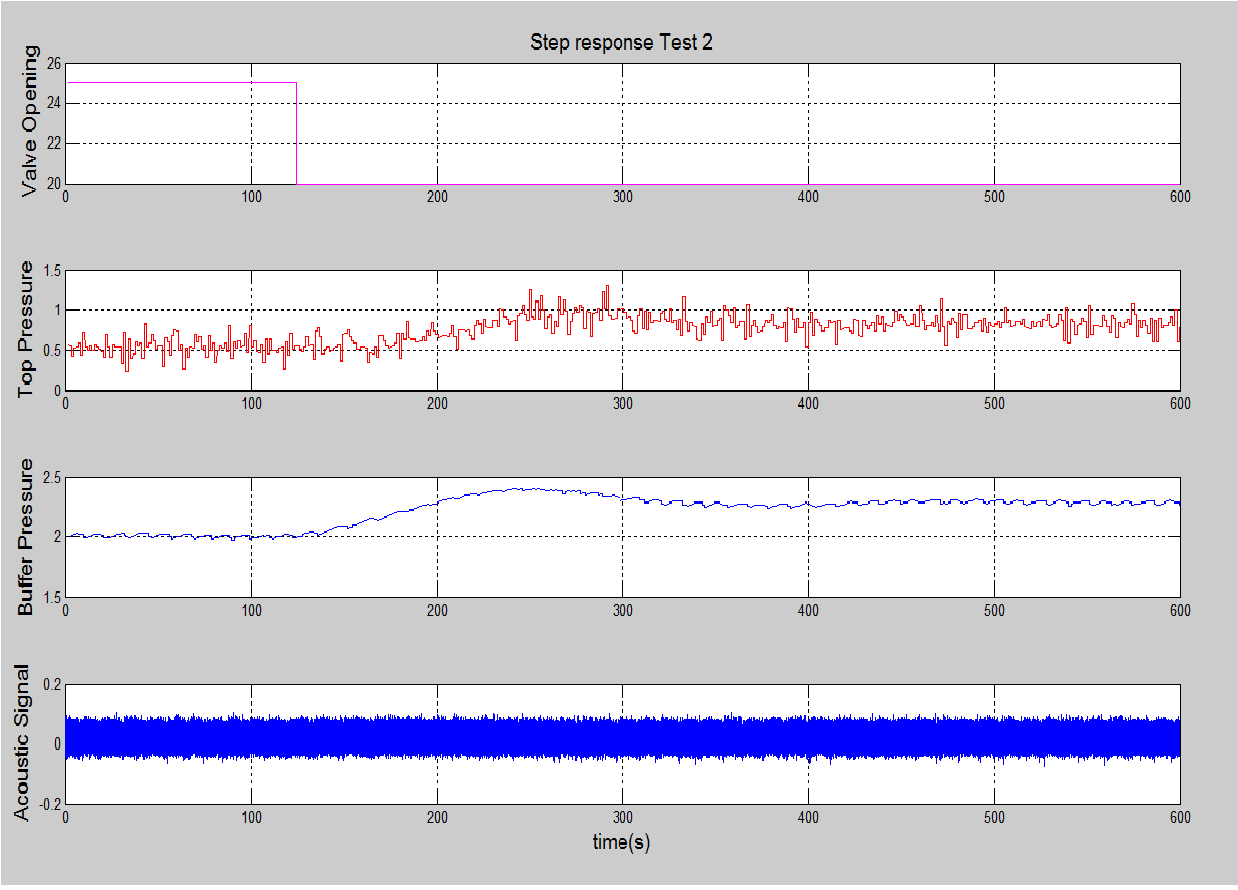 Step response Test 2
Valve Opening
26
24
22
20
0 100 200 300 400 500 600
Top Pressure
1.5
1
0.5
0
0 100 200 300 400 500 600
Buffer Pressure
2.5
2
1.5
0 100 200 300 400 500 600
Acoustic Signal
0.2
0
-0.2
0 100 200 300 400 500 600
time(s)